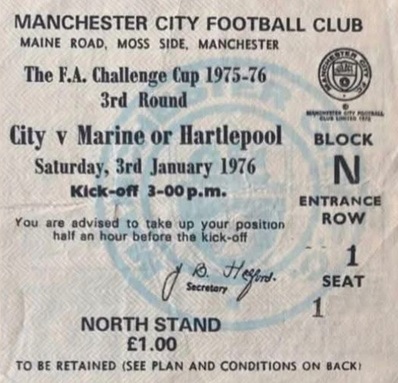 MANCHESTER CITY FOOTBALL CLUB
MAINE ROAD, MOSS SIDE, MANCHESTER
The F.A. Challenge Cup 1975-76
3rd Round
City v Marine or Hartlepool
Saturday, 3rd January 1976
Kick-off 3-00 p.m.
You are advised to take up your position
half an hour before the kick-off
Secretary
NORTH STAND
£1.00
TO BE RETAINED (SEE PLAN AND CONDITIONS ON BACK)
MANCHESTER CITY FOOTBALL
BLOCK
N
ENTRANCE
ROW
1
SEAT
1